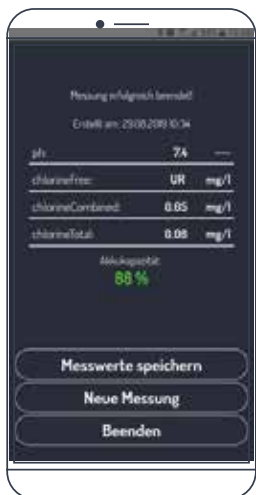 Messung erfolgreich beendet!
Erstellt am: 29.08.2019 10:34
ph: 7.4 ---
chlorineFree: UR mg/l
chlorineCombined: 0.05 mg/l
chlorineTotal: 0.08 mg/l
Akkukapazität:
88 %
Messwerte speichern
Neue Messung
Beenden